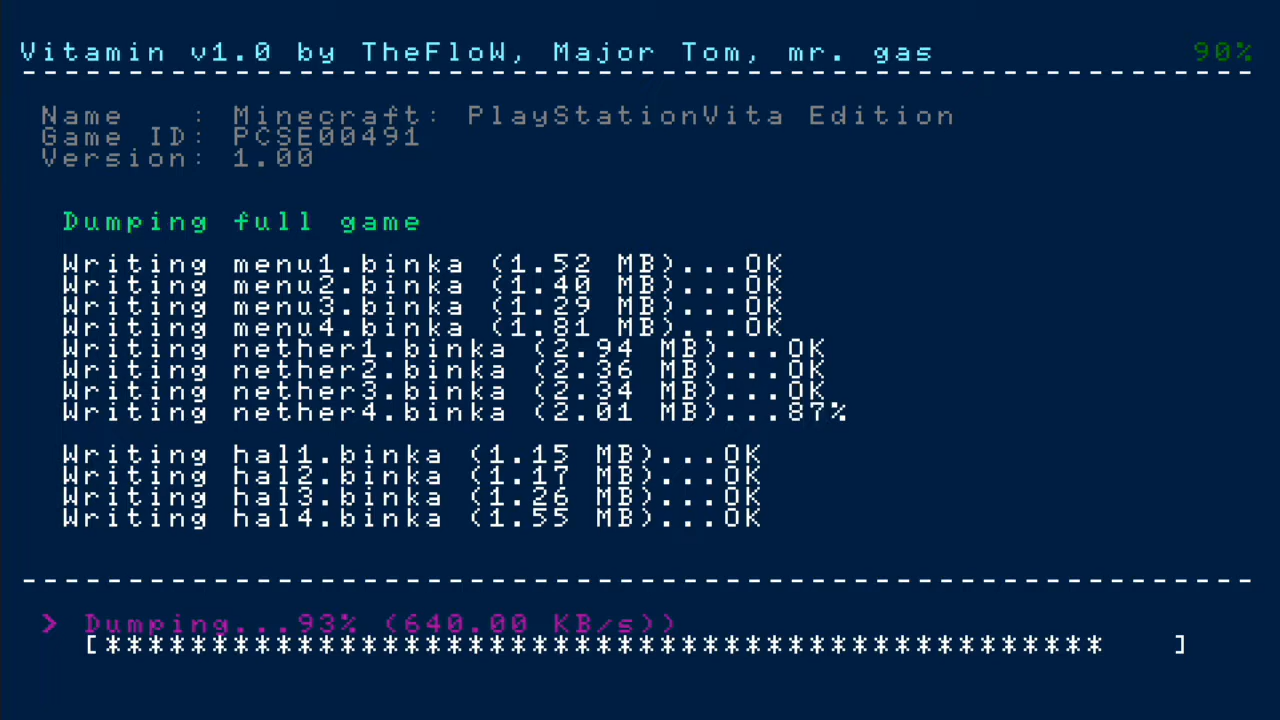 Vitamin v1.0 by TheFloW, Major Tom, mr. gas 90%
--------------------------------------------------------
Name   : Minecraft: PlayStationVita Edition
Game ID: PCSE00491
Version: 1.00
Dumping full game
Writing menu1.binka (1.52 MB)...OK
Writing menu2.binka (1.40 MB)...OK
Writing menu3.binka (1.29 MB)...OK
Writing menu4.binka (1.81 MB)...OK
Writing nether1.binka (2.94 MB)...OK
Writing nether2.binka (2.36 MB)...OK
Writing nether3.binka (2.34 MB)...OK
Writing nether4.binka (2.01 MB)...87%
Writing hal1.binka (1.15 MB)...OK
Writing hal2.binka (1.17 MB)...OK
Writing hal3.binka (1.26 MB)...OK
Writing hal4.binka (1.55 MB)...OK
--------------------------------------------------------
> Dumping...93% (640.00 KB/s))
[***********************************************   ]